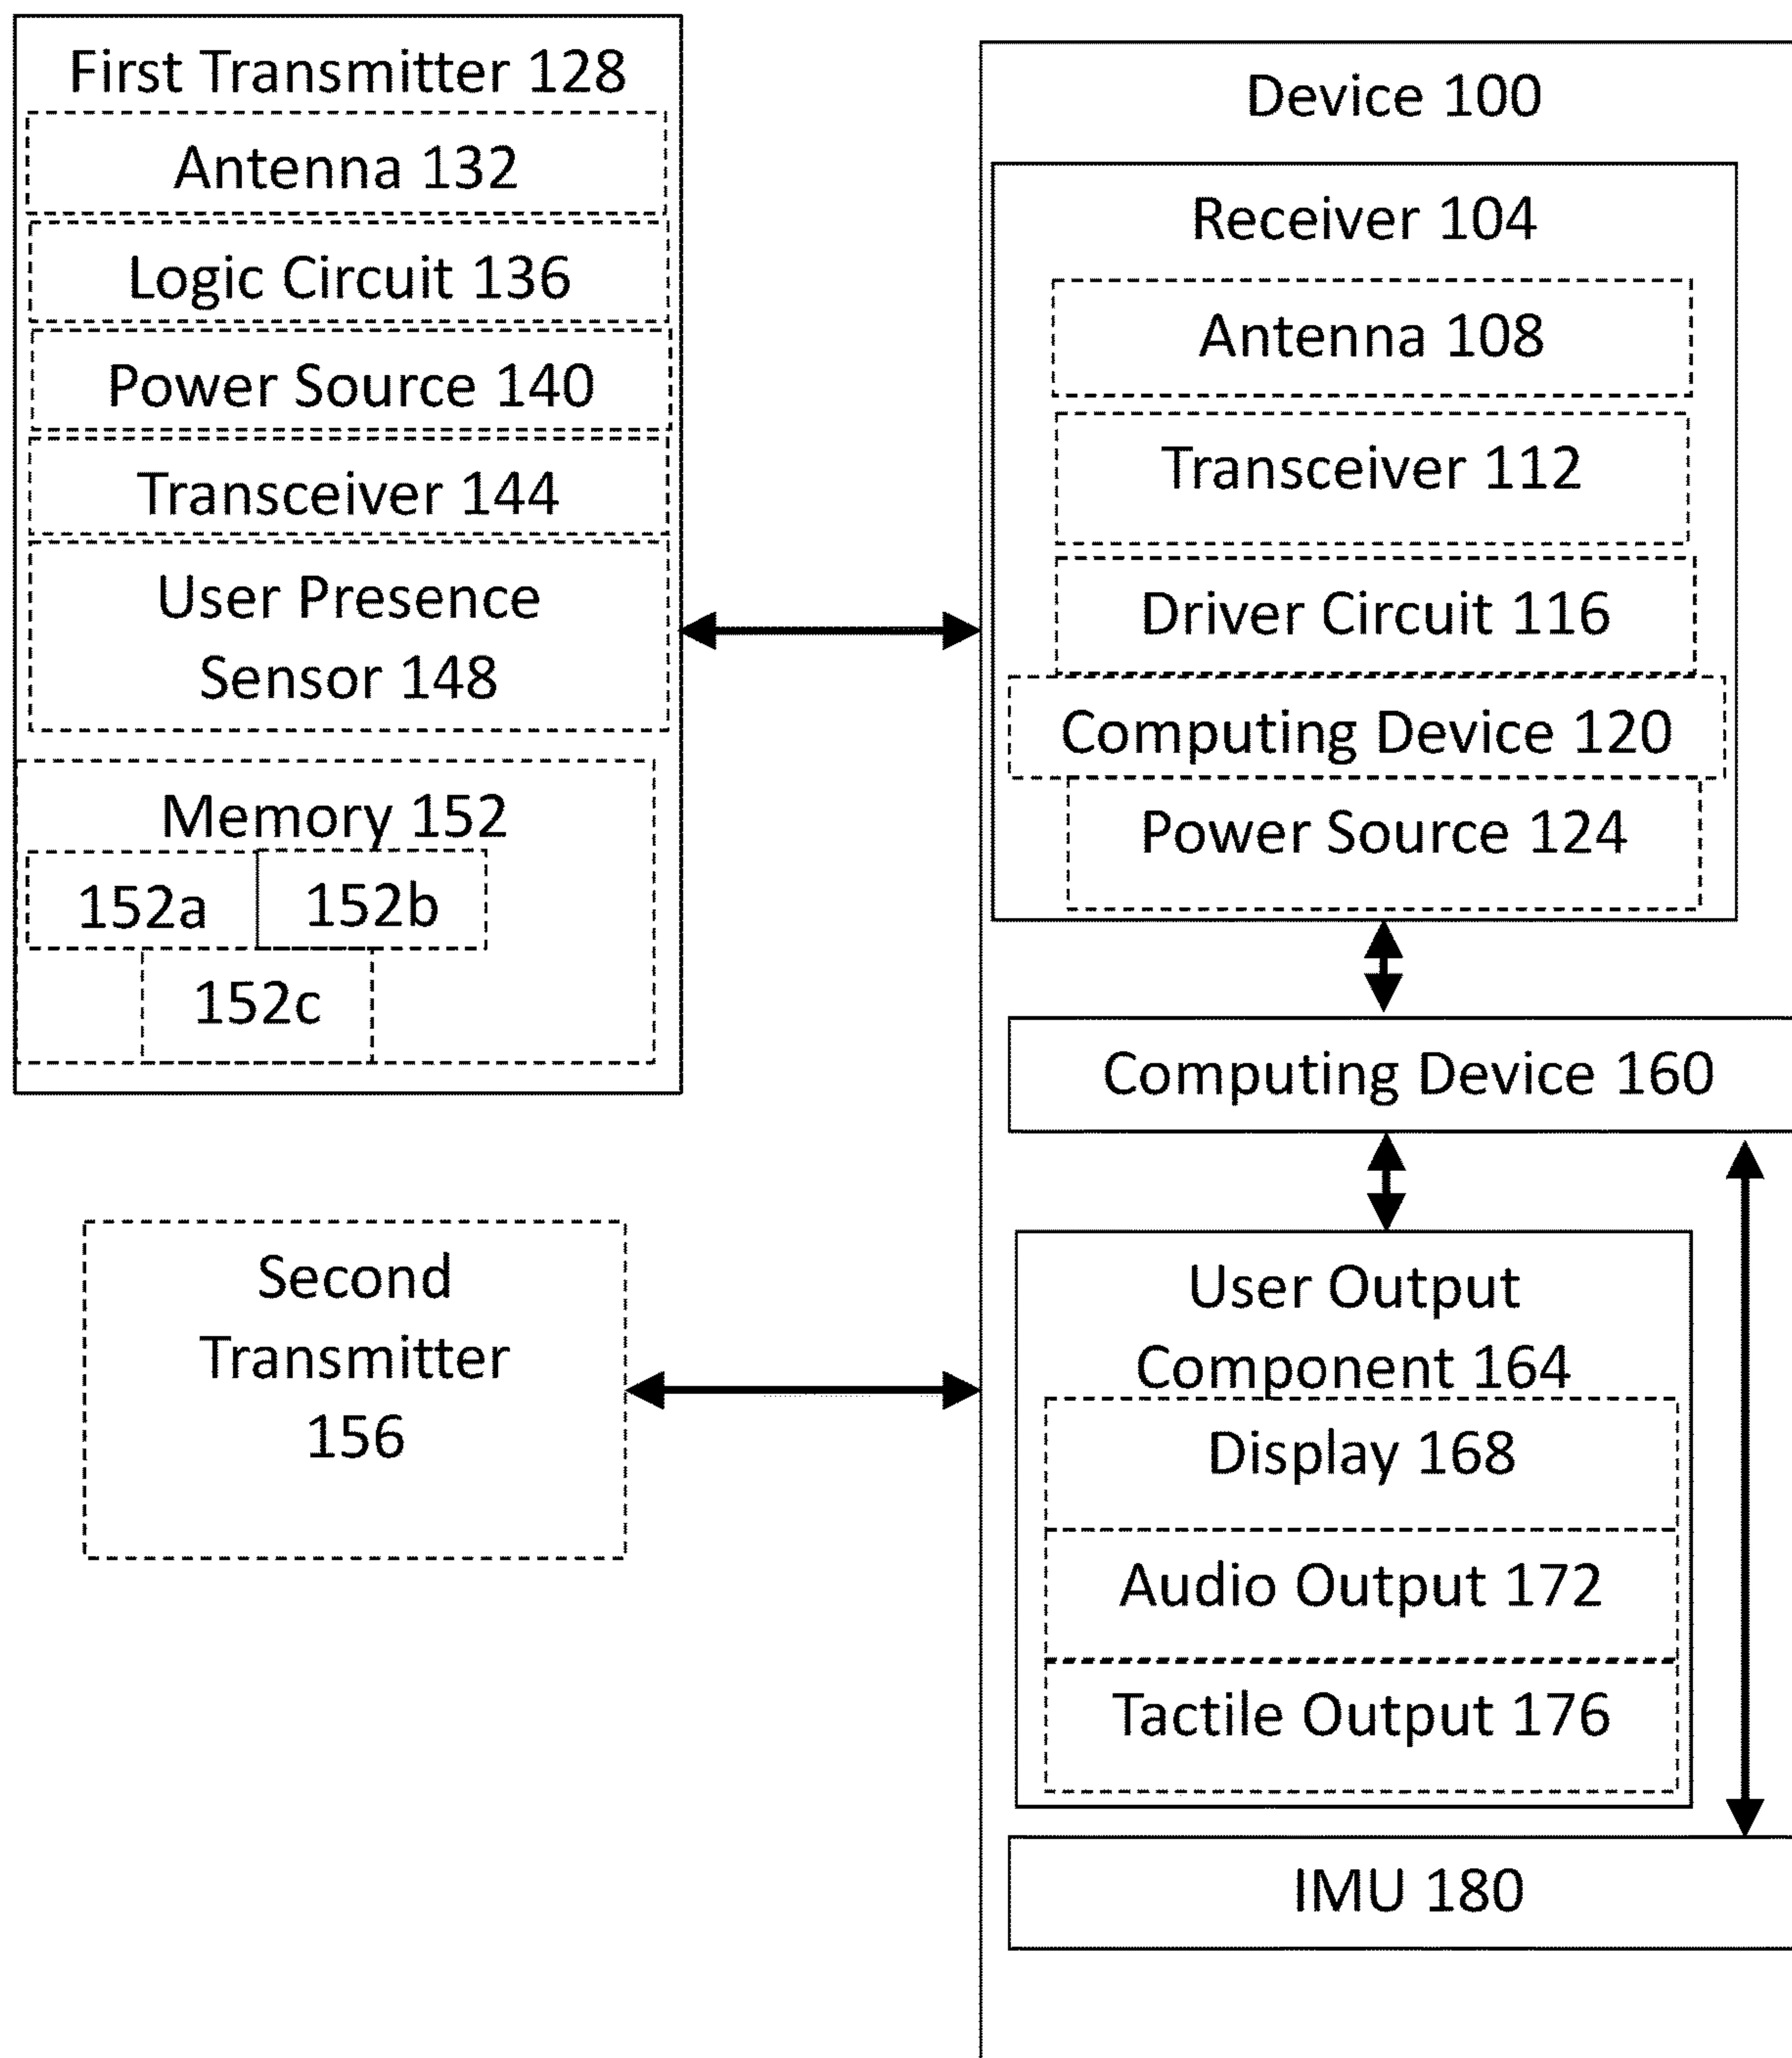 First Transmitter 128
Antenna 132
Logic Circuit 136
Power Source 140
Transceiver 144
User Presence
Sensor 148
Memory 152
152a
152b
152c
Second
Transmitter
156
Device 100
Receiver 104
Antenna 108
Transceiver 112
Driver Circuit 116
Computing Device 120
Power Source 124
Computing Device 160
User Output
Component 164
Display 168
Audio Output 172
Tactile Output 176
IMU 180